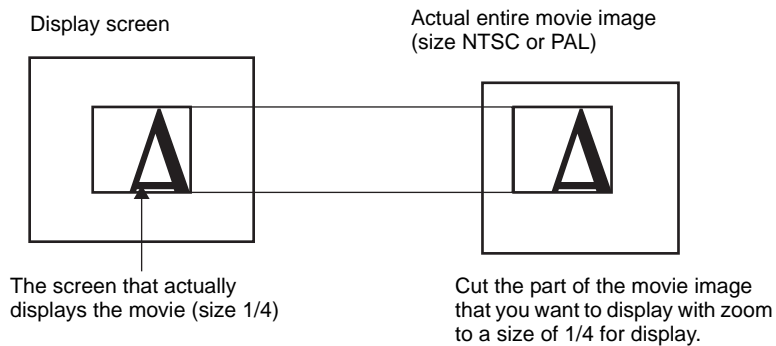 Display screen
Actual entire movie image
(size NTSC or PAL)
A
A
The screen that actually
displays the movie (size 1/4)
Cut the part of the movie image
that you want to display with zoom
to a size of 1/4 for display.